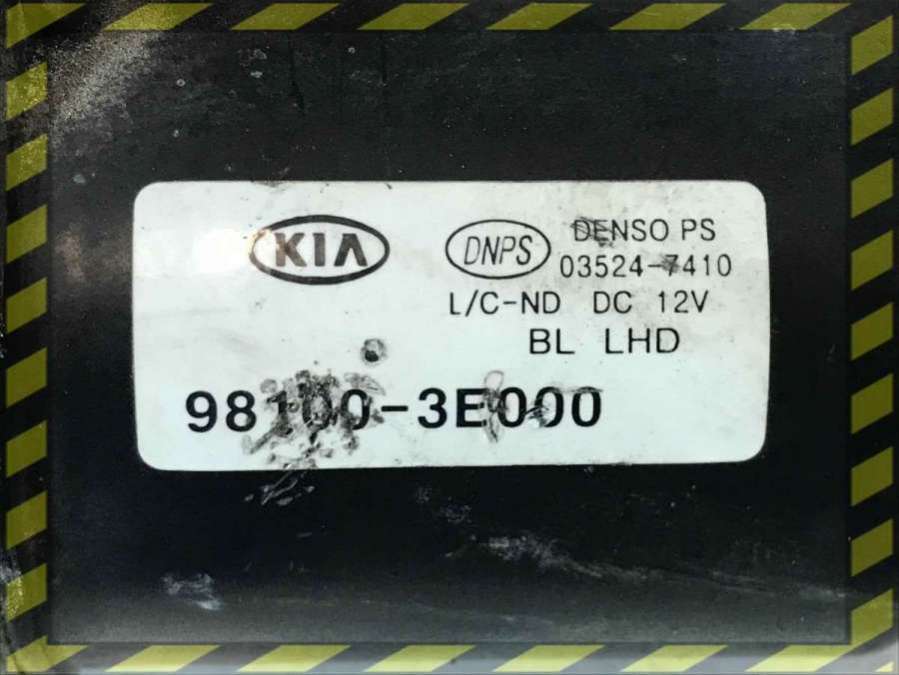 KIA
DNPS
DENSO PS
03524-7410
L/C-ND DC 12V
BL LHD
98100-3E000